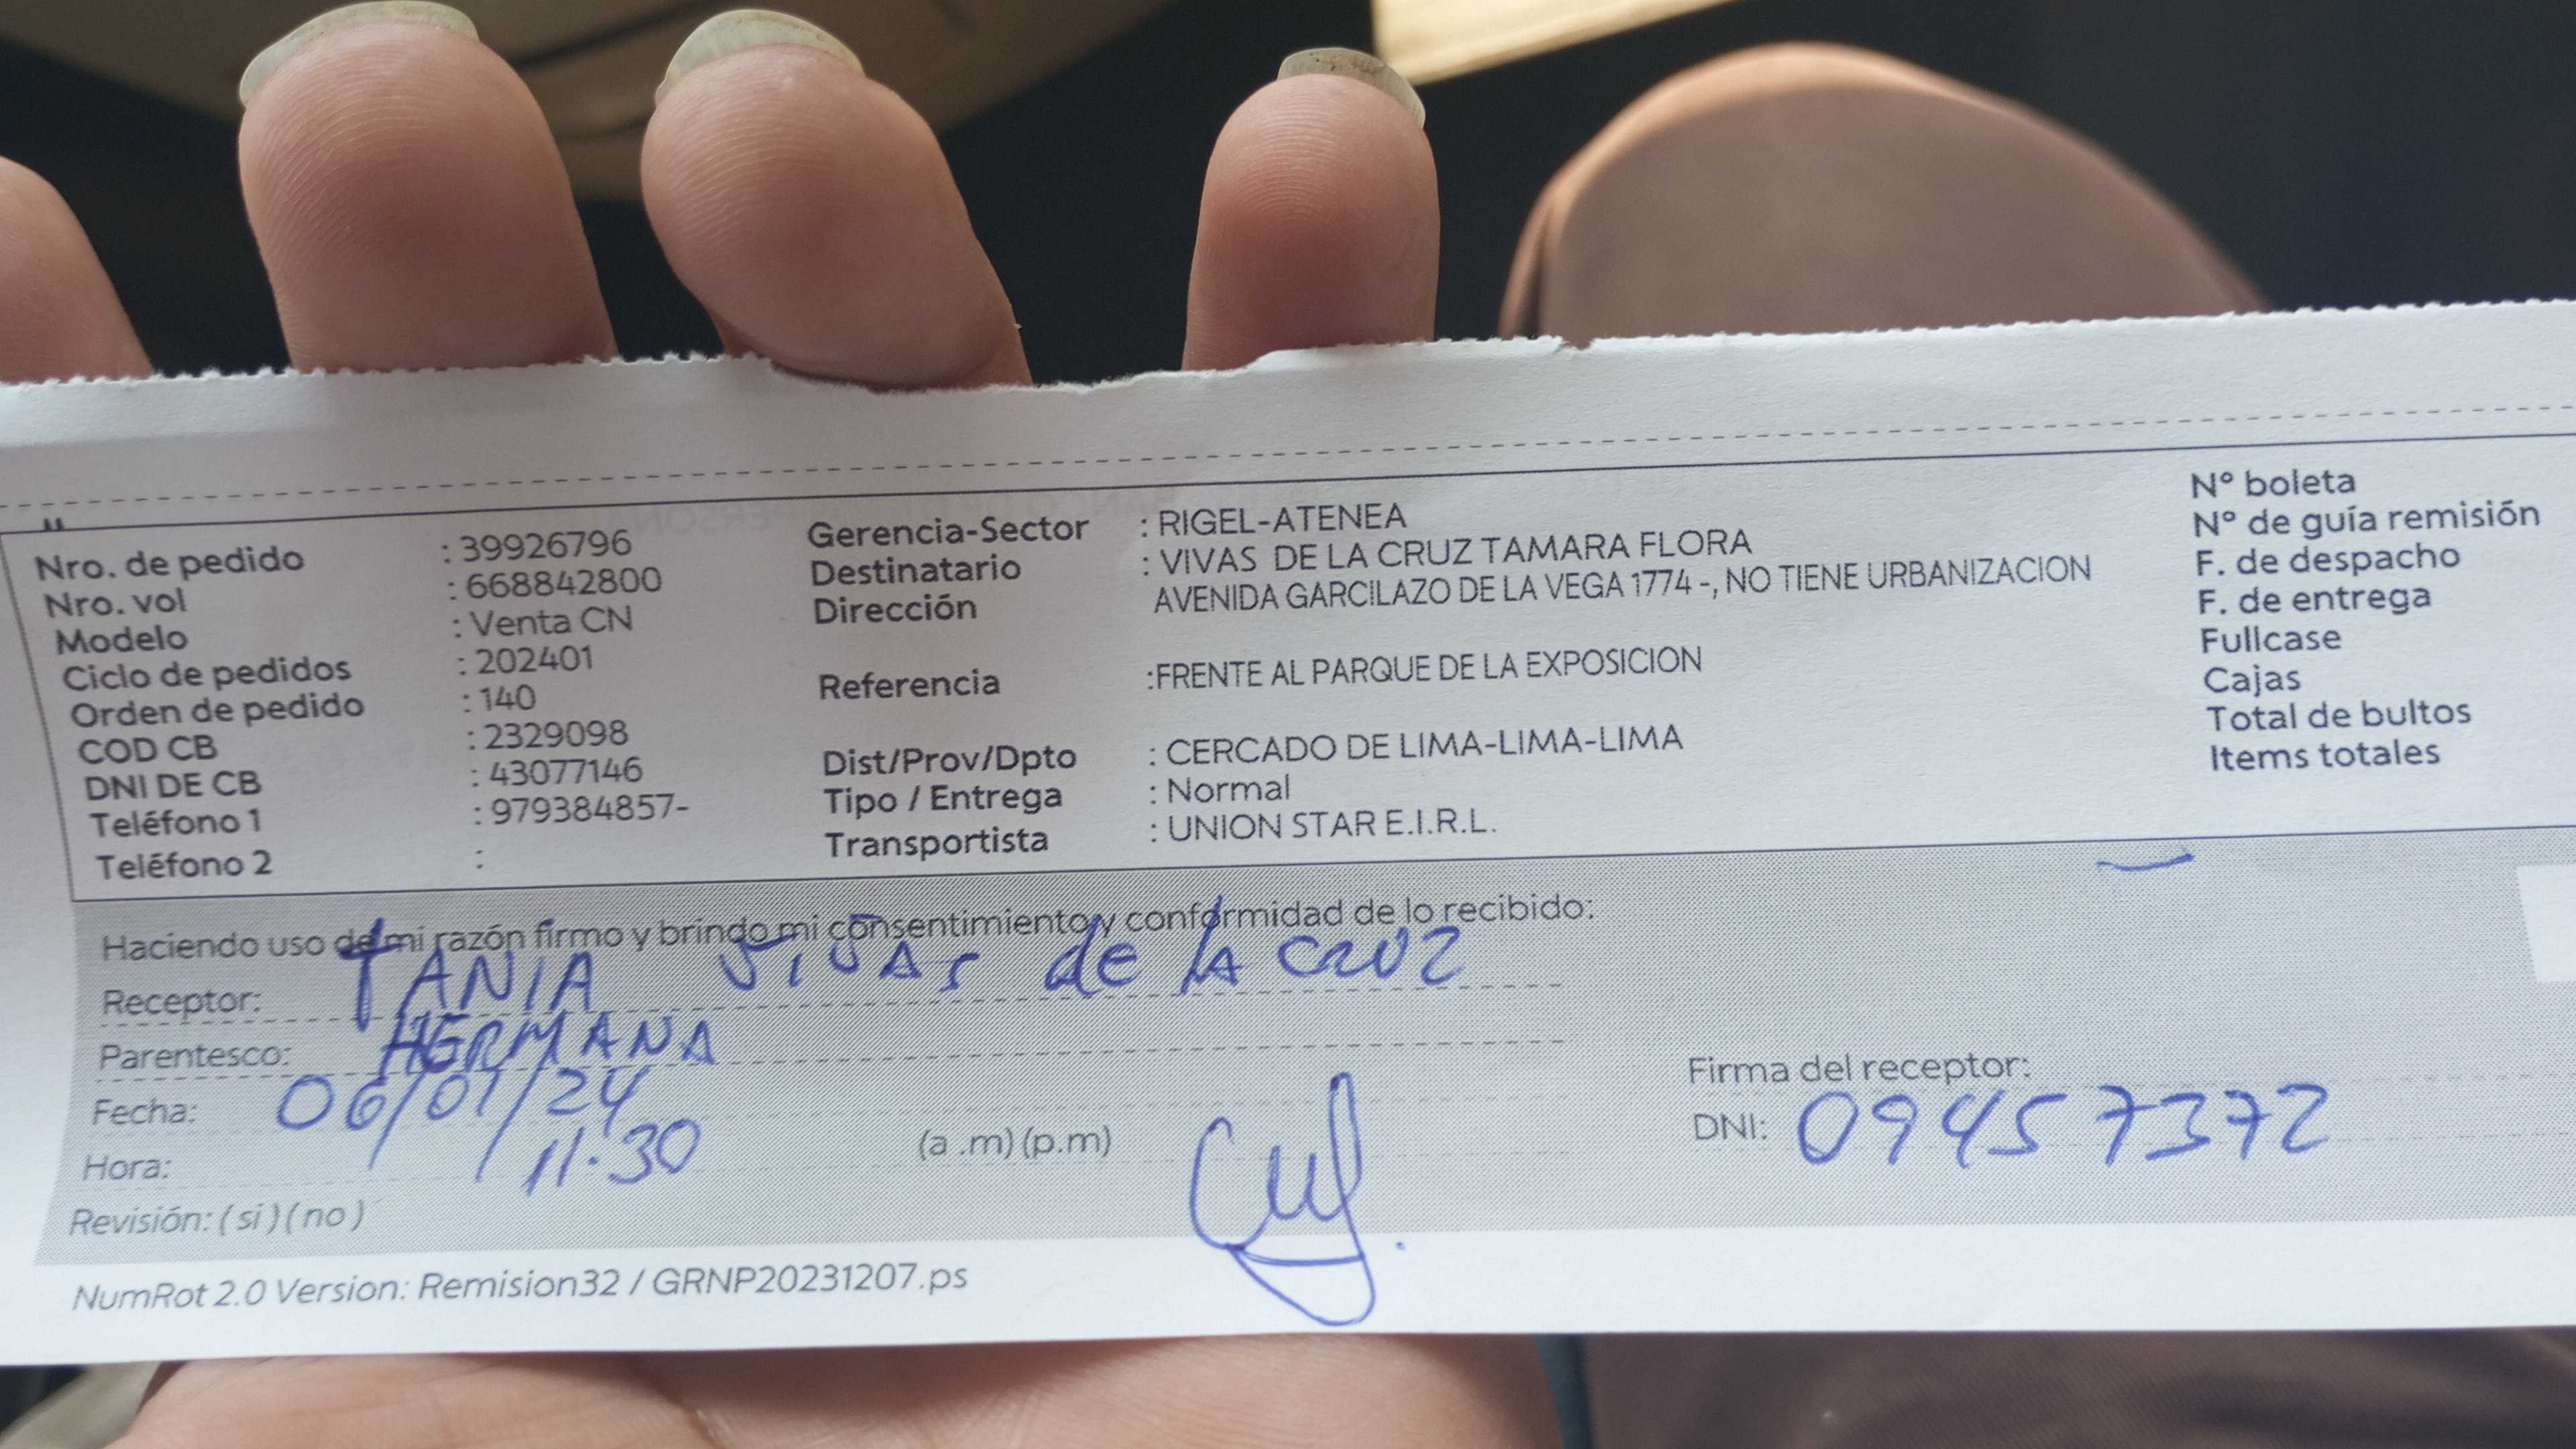 Nro. de pedido : 39926796
Nro. vol : 668842800
Modelo : Venta CN
Ciclo de pedidos : 202401
Orden de pedido : 140
COD CB : 2329098
DNI DE CB : 43077146
Teléfono 1 : 979384857-
Teléfono 2 :
Gerencia-Sector : RIGEL-ATENEA
Destinatario : VIVAS DE LA CRUZ TAMARA FLORA
Dirección AVENIDA GARCILAZO DE LA VEGA 1774 -, NO TIENE URBANIZACION
Referencia :FRENTE AL PARQUE DE LA EXPOSICION
Dist/Prov/Dpto : CERCADO DE LIMA-LIMA-LIMA
Tipo / Entrega : Normal
Transportista : UNION STAR E.I.R.L.
N° boleta
N° de guía remisión
F. de despacho
F. de entrega
Fullcase
Cajas
Total de bultos
Items totales
Haciendo uso de mi razón firmo y brindo mi consentimiento y conformidad de lo recibido:
Receptor: TANIA VIVAS de la CRUZ
Parentesco: HERMANA
Fecha: 06/01/24
Hora: 11.30 (a .m) (p.m)
Revisión: ( si ) ( no )
Firma del receptor:
DNI: 09457372
NumRot 2.0 Version: Remision32 / GRNP20231207.ps